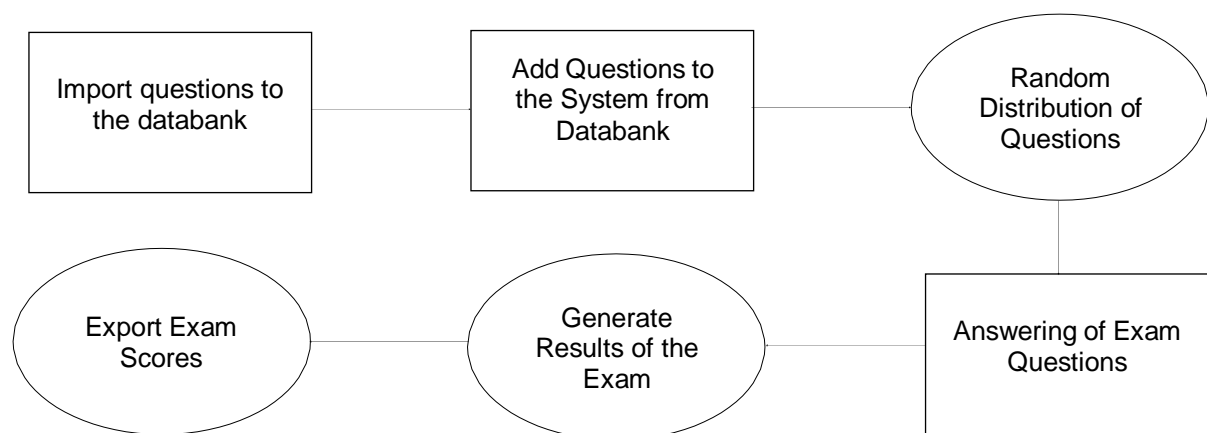 Import questions to
the databank
Add Questions to
the System from
Databank
Random
Distribution of
Questions
Export Exam
Scores
Generate
Results of the
Exam
Answering of Exam
Questions